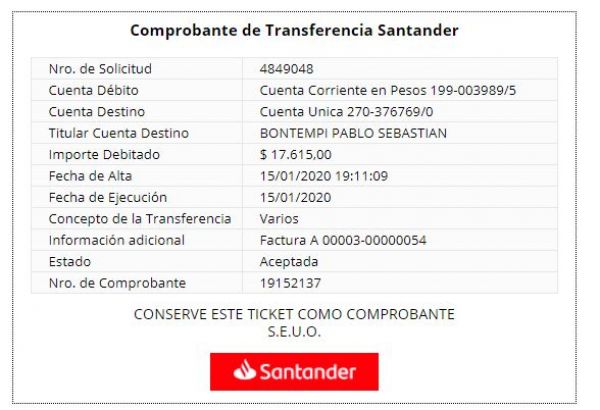 Comprobante de Transferencia Santander
Nro. de Solicitud 4849048
Cuenta Débito Cuenta Corriente en Pesos 199-003989/5
Cuenta Destino Cuenta Unica 270-376769/0
Titular Cuenta Destino BONTEMPI PABLO SEBASTIAN
Importe Debitado $ 17.615,00
Fecha de Alta 15/01/2020 19:11:09
Fecha de Ejecución 15/01/2020
Concepto de la Transferencia Varios
Información adicional Factura A 00003-00000054
Estado Aceptada
Nro. de Comprobante 19152137
CONSERVE ESTE TICKET COMO COMPROBANTE
S.E.U.O.
Santander